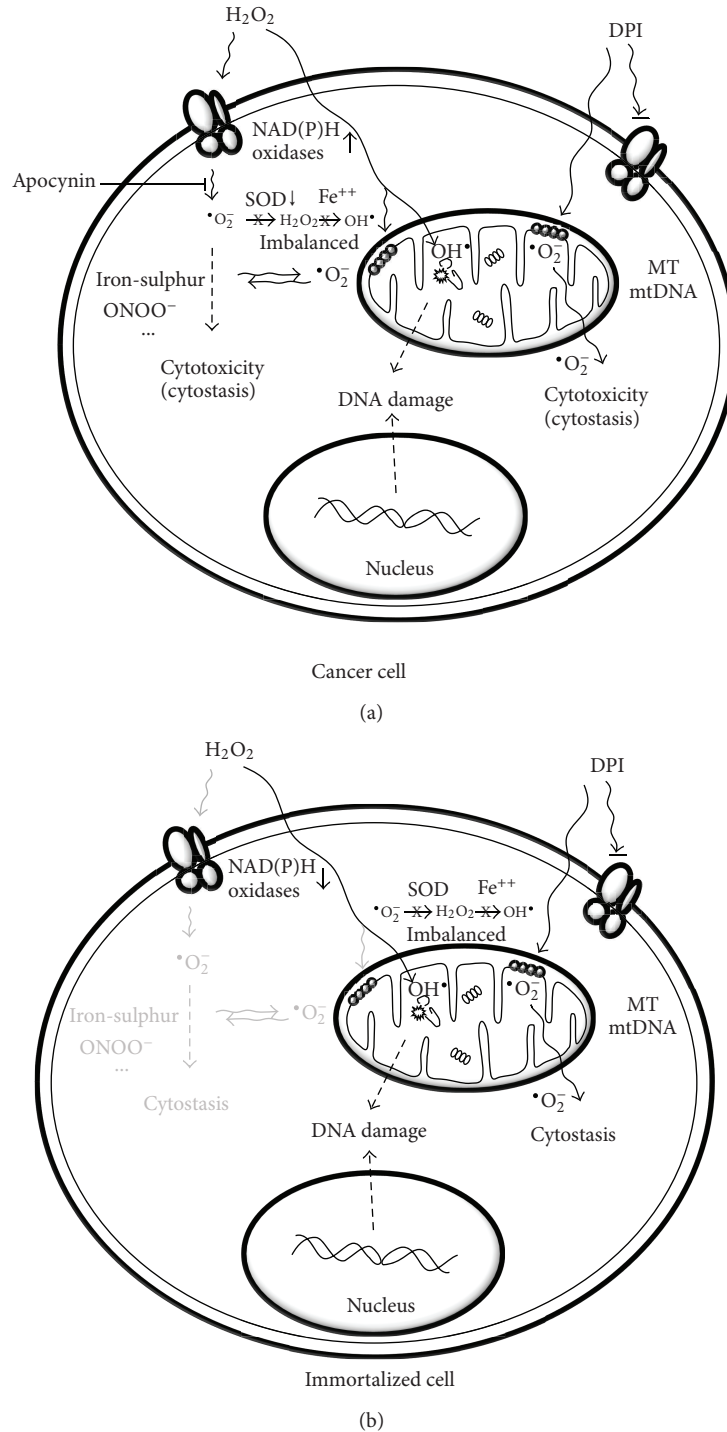 H₂O₂
DPI
NAD(P)H ↑
oxidases
Apocynin
SOD↓ Fe⁺⁺
•O₂⁻ -x→ H₂O₂ -x→ OH•
Imbalanced
Iron-sulphur
ONOO⁻
...
•O₂⁻
OH•
•O₂⁻
MT
mtDNA
Cytotoxicity
(cytostasis)
•O₂⁻
Cytotoxicity
(cytostasis)
DNA damage
Nucleus
Cancer cell
(a)
H₂O₂
DPI
NAD(P)H ↓
oxidases
SOD Fe⁺⁺
•O₂⁻ -x→ H₂O₂ -x→ OH•
Imbalanced
•O₂⁻
Iron-sulphur
ONOO⁻
...
•O₂⁻
OH•
•O₂⁻
MT
mtDNA
Cytostasis
•O₂⁻
Cytostasis
DNA damage
Nucleus
Immortalized cell
(b)